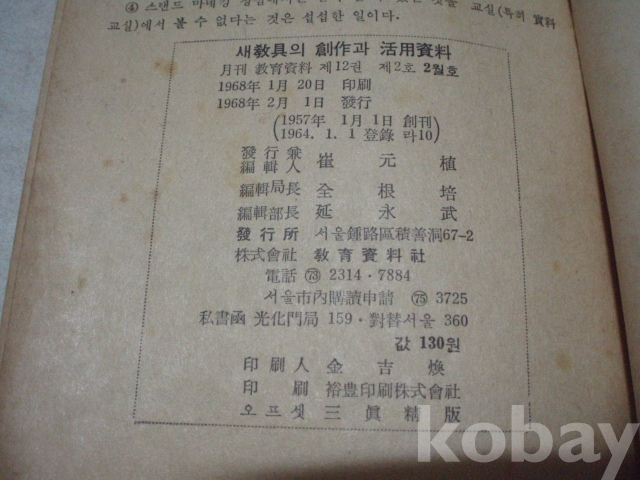 ④ 스탠드 마네킹
교실(특히 資料
교실)에서 볼 수 없다는 것은 섭섭한 일이다.
새敎具의 創作과 活用資料
月刊 敎育資料 제12권 제2호 2월호
1968年 1月 20日 印刷
1968年 2月 1日 發行
(1957年 1月 1日 創刊
1964. 1. 1 登錄 라10)
發行兼
編輯人 崔元植
編輯局長 全根培
編輯部長 延永武
發行所 서울鍾路區積善洞67-2
株式會社 敎育資料社
電話 ㊼ 2314·7884
서울市內購讀申請 75 3725
私書函 光化門局 159·對替서울 360
값 130원
印刷人 金吉煥
印刷 裕豊印刷株式會社
오프셋 三眞精版
kobay